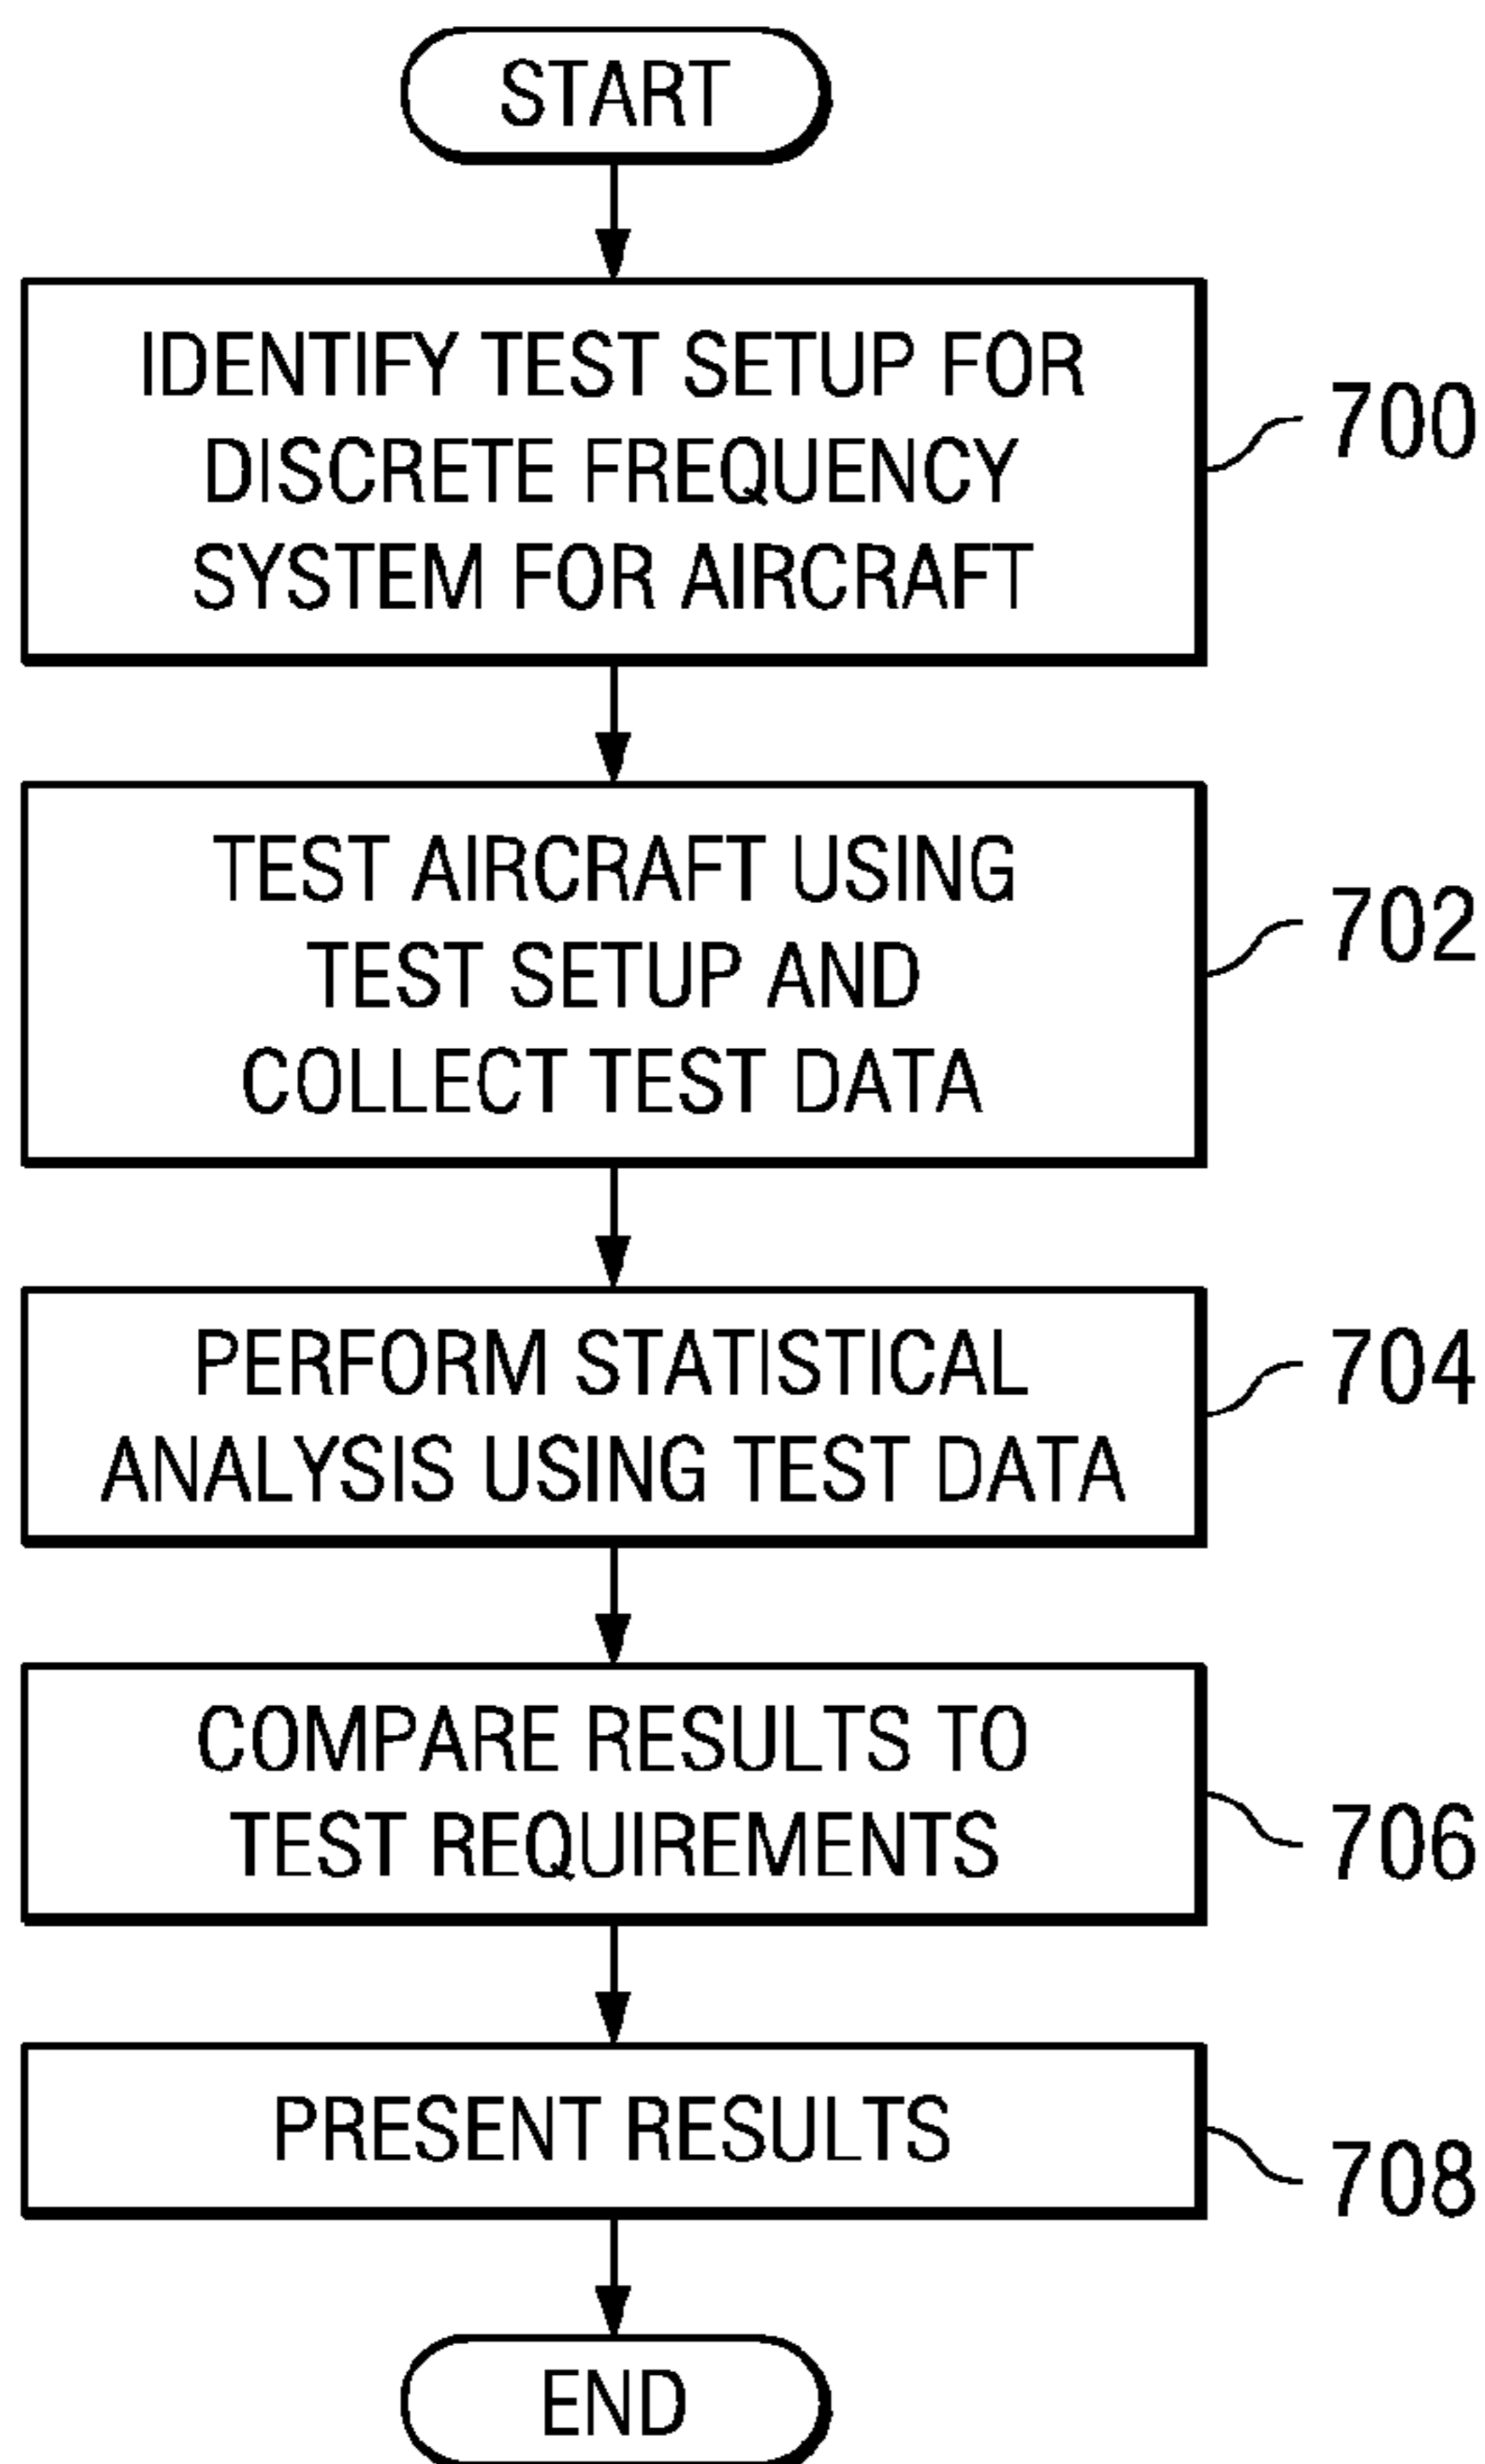 START
IDENTIFY TEST SETUP FOR
DISCRETE FREQUENCY
SYSTEM FOR AIRCRAFT
700
TEST AIRCRAFT USING
TEST SETUP AND
COLLECT TEST DATA
702
PERFORM STATISTICAL
ANALYSIS USING TEST DATA
704
COMPARE RESULTS TO
TEST REQUIREMENTS
706
PRESENT RESULTS
708
END